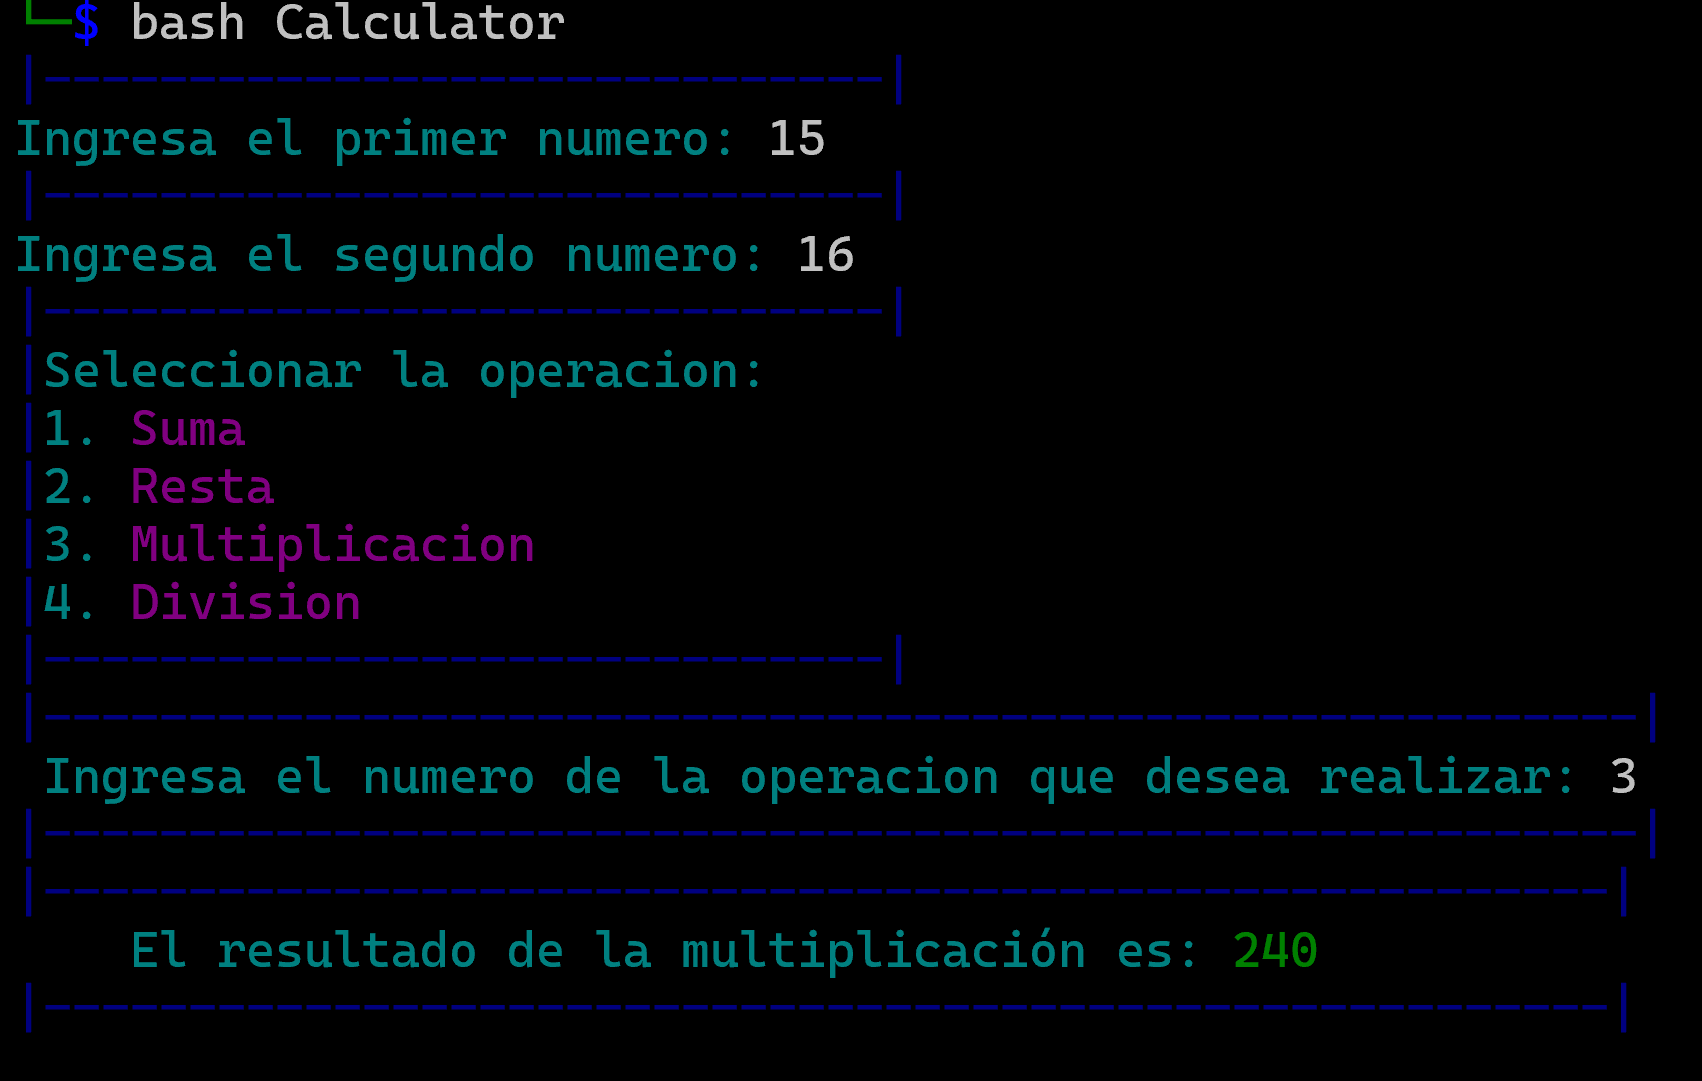 └─$ bash Calculator
|-----------------------------|
Ingresa el primer numero: 15
|-----------------------------|
Ingresa el segundo numero: 16
|-----------------------------|
|Seleccionar la operacion:
|1. Suma
|2. Resta
|3. Multiplicacion
|4. Division
|-----------------------------|
|-------------------------------------------------------|
 Ingresa el numero de la operacion que desea realizar: 3
|-------------------------------------------------------|
|------------------------------------------------------|
    El resultado de la multiplicación es: 240
|------------------------------------------------------|